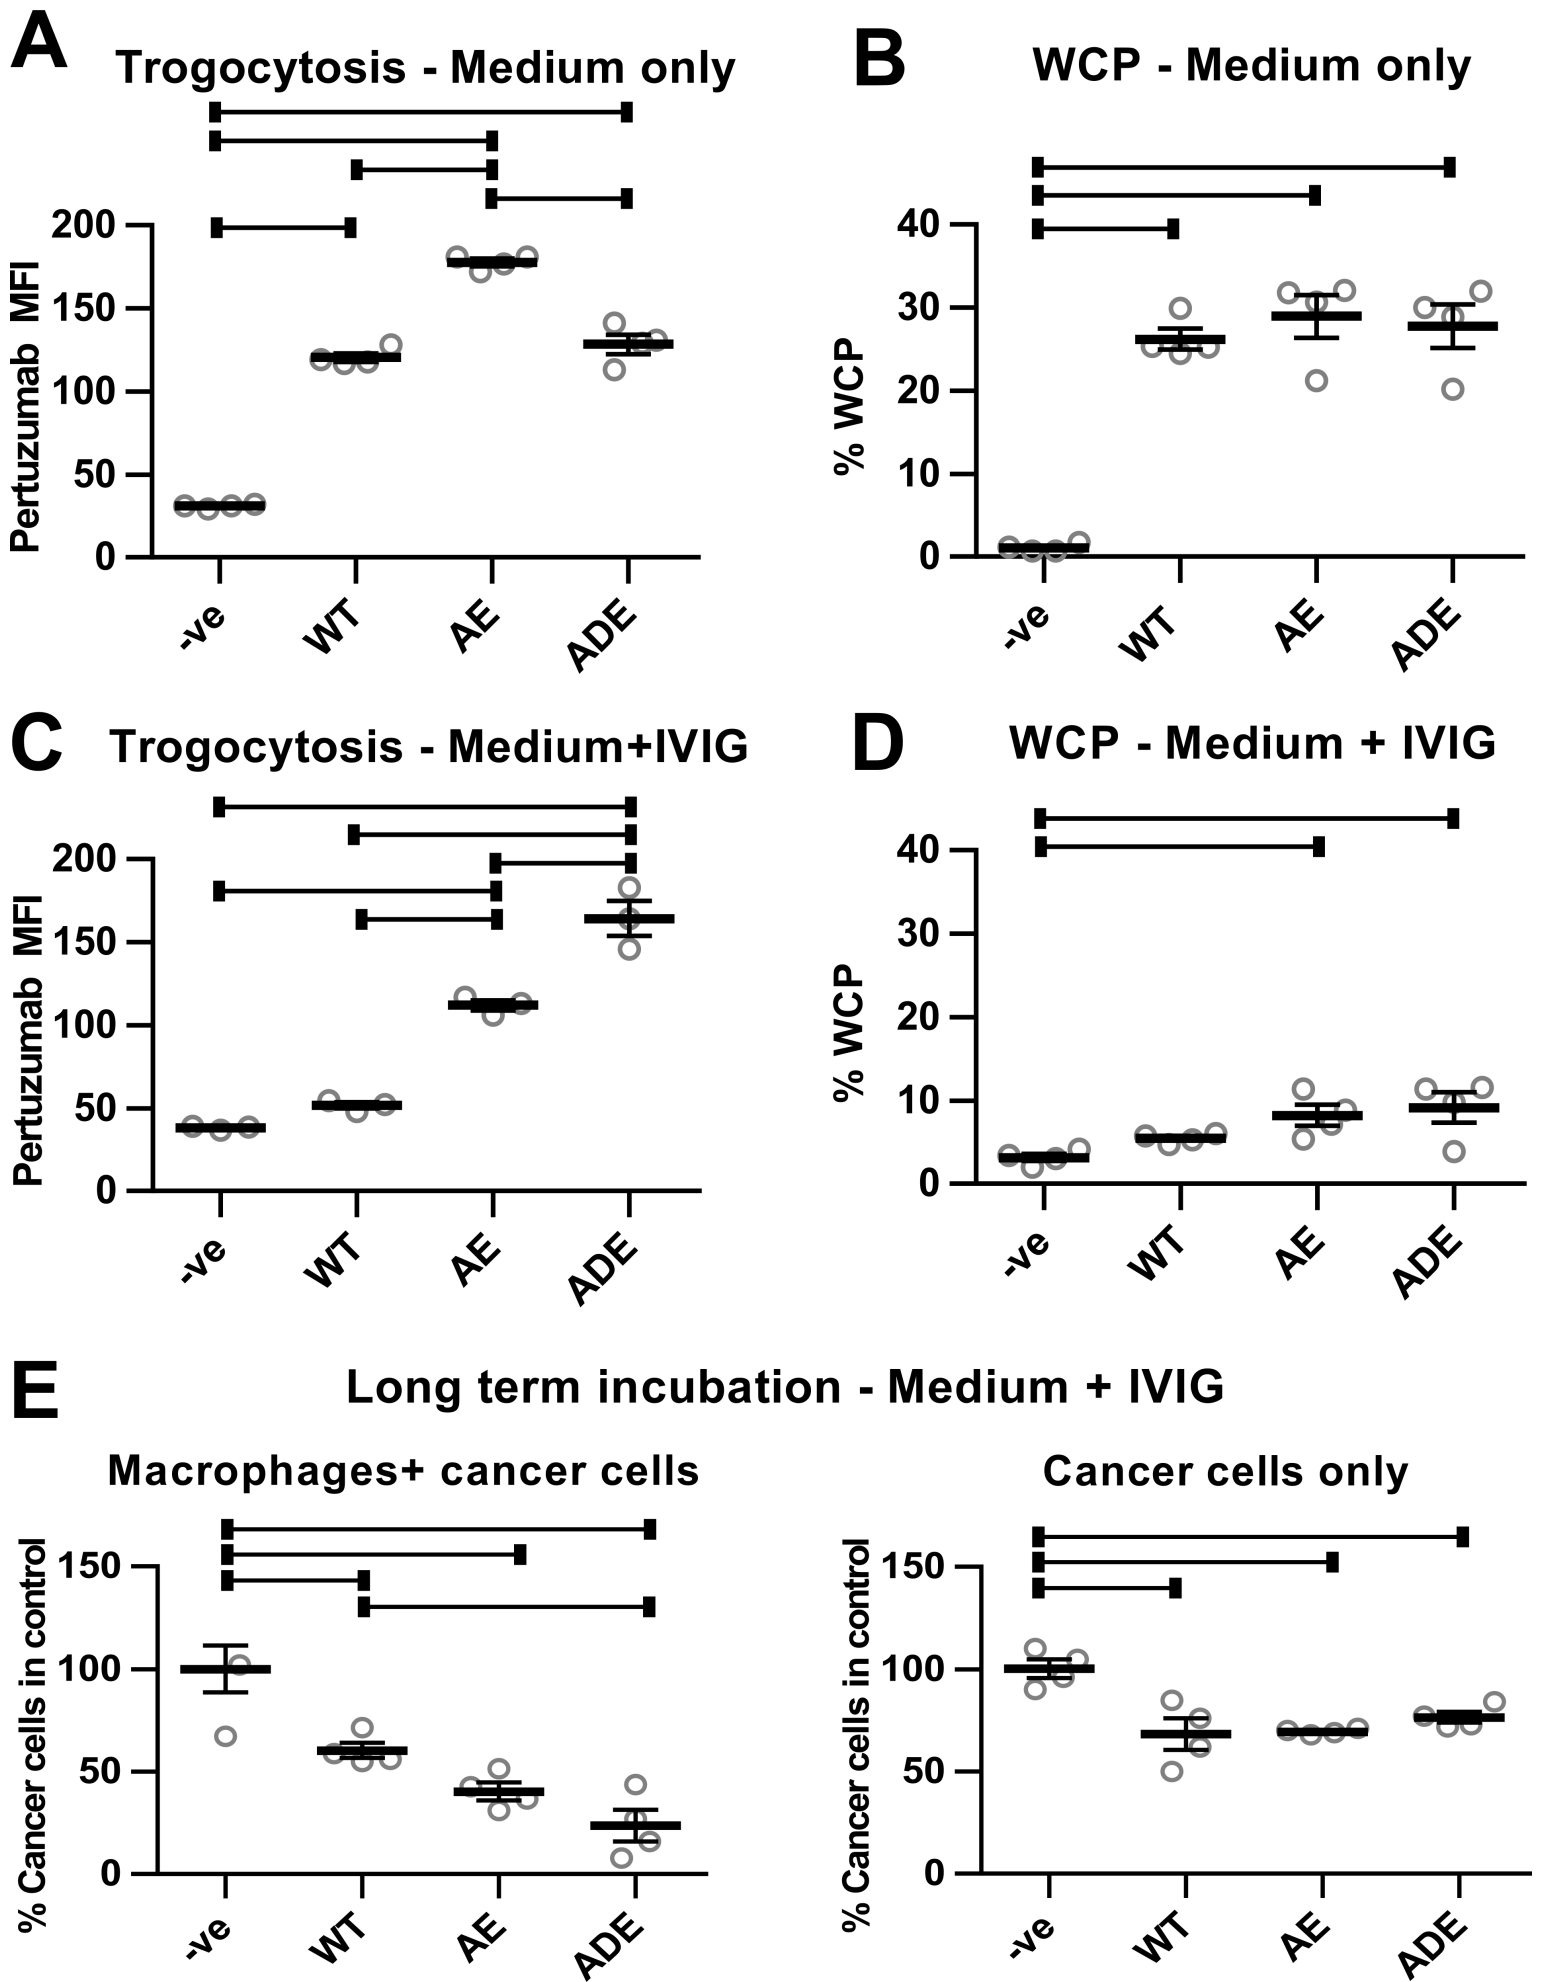 A
Trogocytosis - Medium only
Pertuzumab MFI
200
150
100
50
0
-ve
WT
AE
ADE
B
WCP - Medium only
% WCP
40
30
20
10
0
-ve
WT
AE
ADE
C
Trogocytosis - Medium+IVIG
Pertuzumab MFI
200
150
100
50
0
-ve
WT
AE
ADE
D
WCP - Medium + IVIG
% WCP
40
30
20
10
0
-ve
WT
AE
ADE
E
Long term incubation - Medium + IVIG
Macrophages+ cancer cells
% Cancer cells in control
150
100
50
0
-ve
WT
AE
ADE
Cancer cells only
% Cancer cells in control
150
100
50
0
-ve
WT
AE
ADE